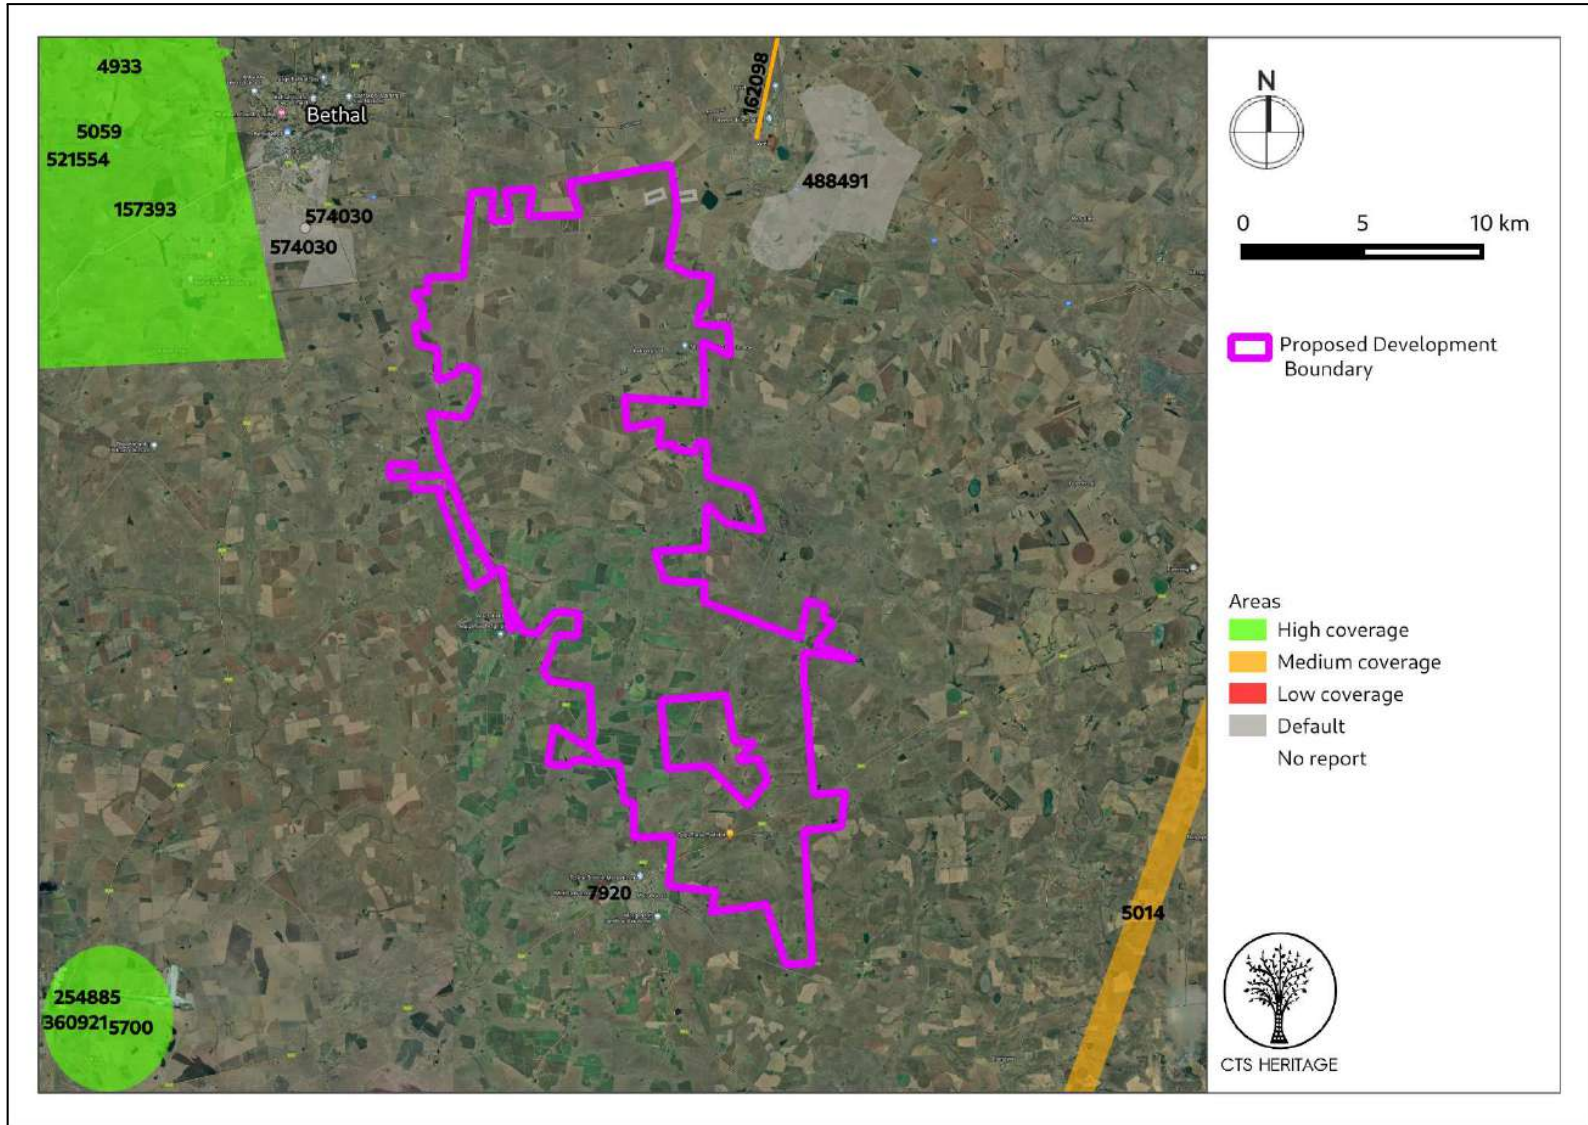 4933
162098
Bethal
5059
521554
488491
157393
574030
574030
7920
5014
254885
360921
5700
N
0 5 10 km
Proposed Development
Boundary
Areas
High coverage
Medium coverage
Low coverage
Default
No report
CTS HERITAGE